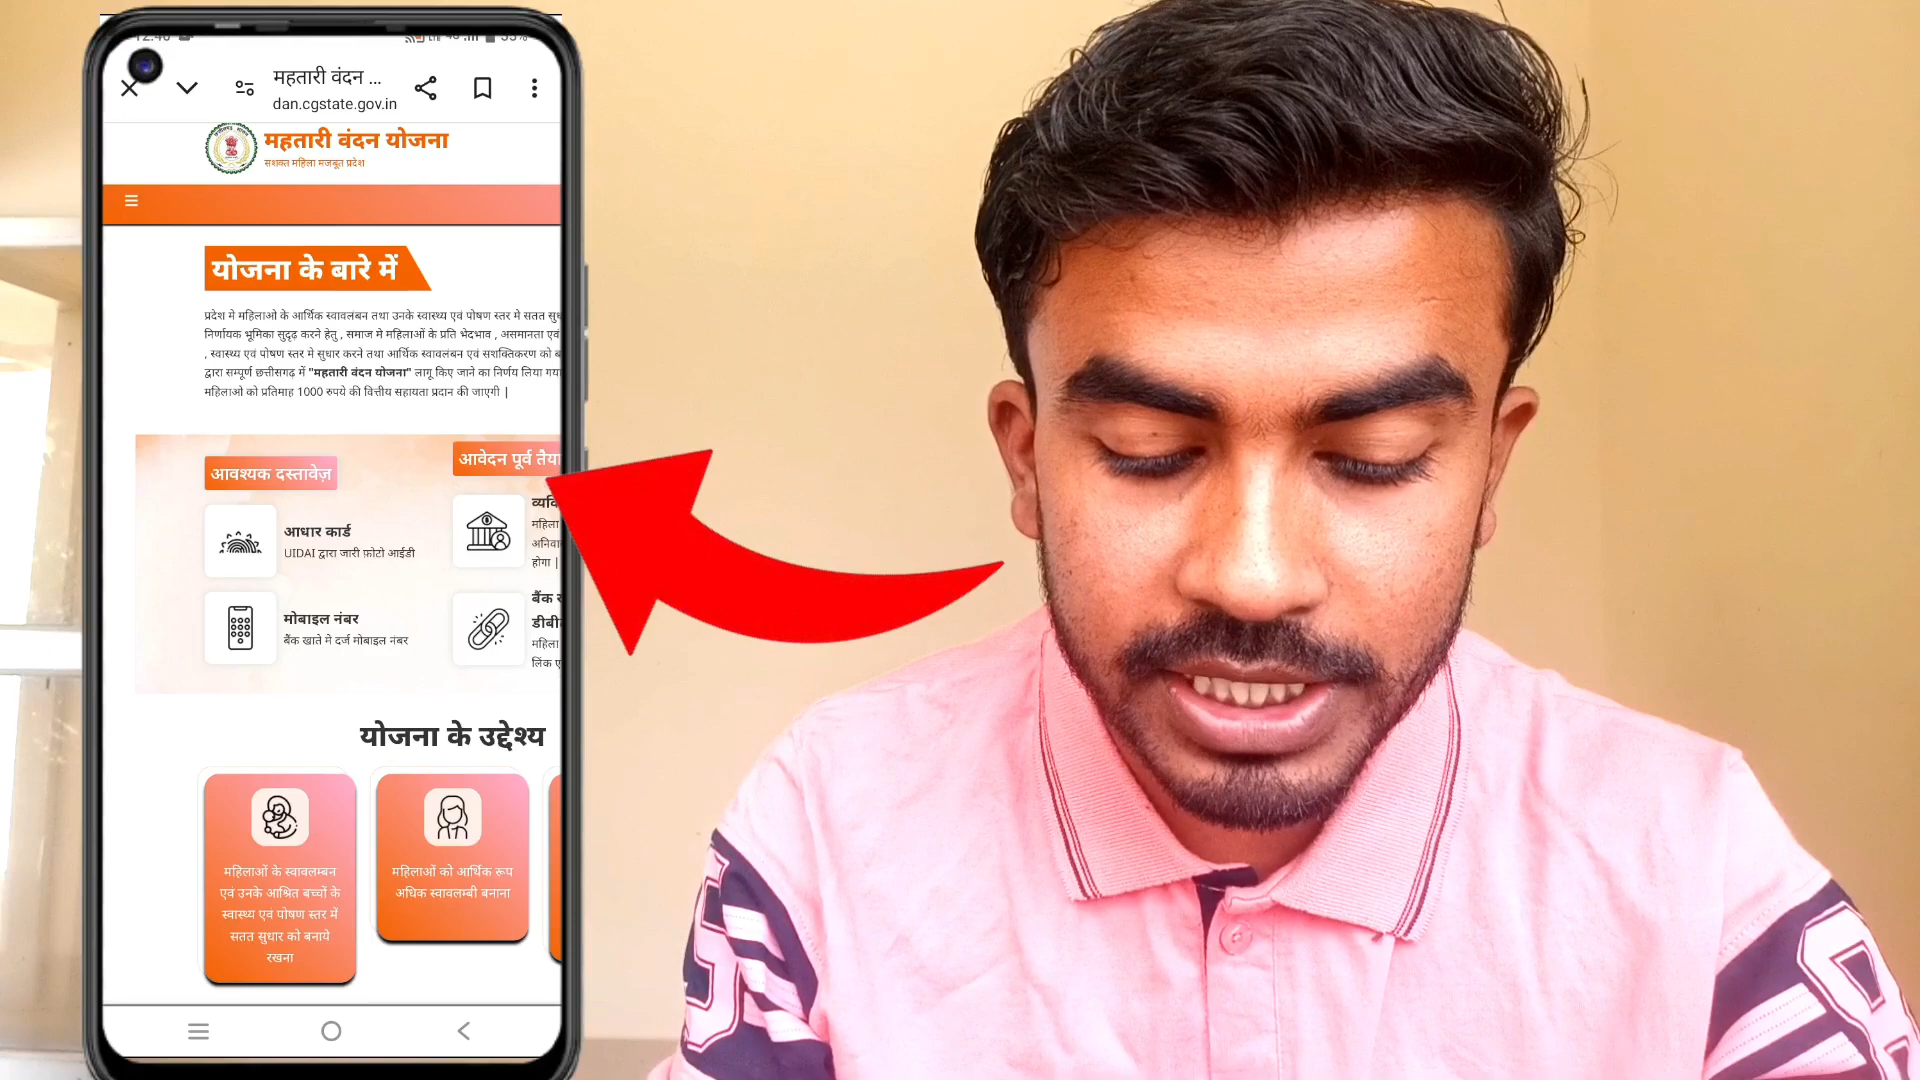 महतारी वंदन ...
dan.cgstate.gov.in
महतारी वंदन योजना
सशक्त महिला मजबूत प्रदेश
योजना के बारे में
प्रदेश मे महिलाओ के आर्थिक स्वावलंबन तथा उनके स्वास्थ्य एवं पोषण स्तर मे सतत
निर्णायक भूमिका सुदृढ़ करने हेतु , समाज मे महिलाओं के प्रति भेदभाव , असमानता एवं
, स्वास्थ्य एवं पोषण स्तर मे सुधार करने तथा आर्थिक स्वावलंबन एवं सशक्तिकरण को
द्वारा सम्पूर्ण छत्तीसगढ़ में "महतारी वंदन योजना" लागू किए जाने का निर्णय लिया
महिलाओ को प्रतिमाह 1000 रुपये की वित्तीय सहायता प्रदान की जाएगी |
आवश्यक दस्तावेज़
आधार कार्ड
UIDAI द्वारा जारी फ़ोटो आईडी
मोबाइल नंबर
बैंक खाते मे दर्ज मोबाइल नंबर
आवेदन पूर्व
महिला
होगा |
बैंक
महिला
लिंक
योजना के उद्देश्य
महिलाओं के स्वावलम्बन
एवं उनके आश्रित बच्चों के
स्वास्थ्य एवं पोषण स्तर में
सतत सुधार को बनाये
रखना
महिलाओं को आर्थिक रूप
अधिक स्वावलम्बी बनाना